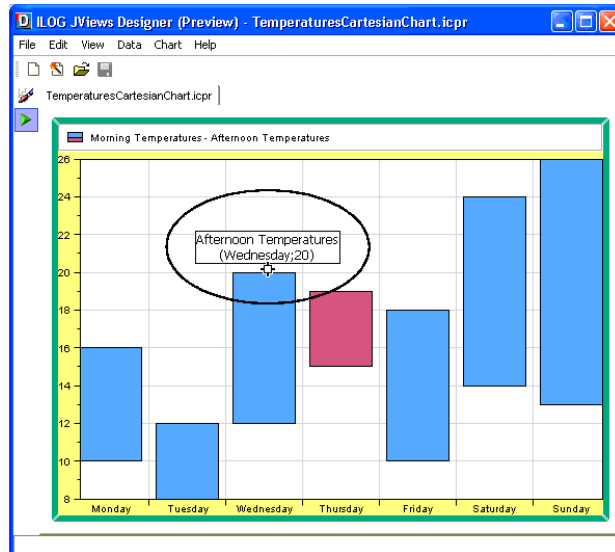 ILOG JViews Designer (Preview) - TemperaturesCartesianChart.icpr
File Edit View Data Chart Help
TemperaturesCartesianChart.icpr
Morning Temperatures - Afternoon Temperatures
26
24
22
20
18
16
14
12
10
8
Afternoon Temperatures
(Wednesday;20)
Monday Tuesday Wednesday Thursday Friday Saturday Sunday